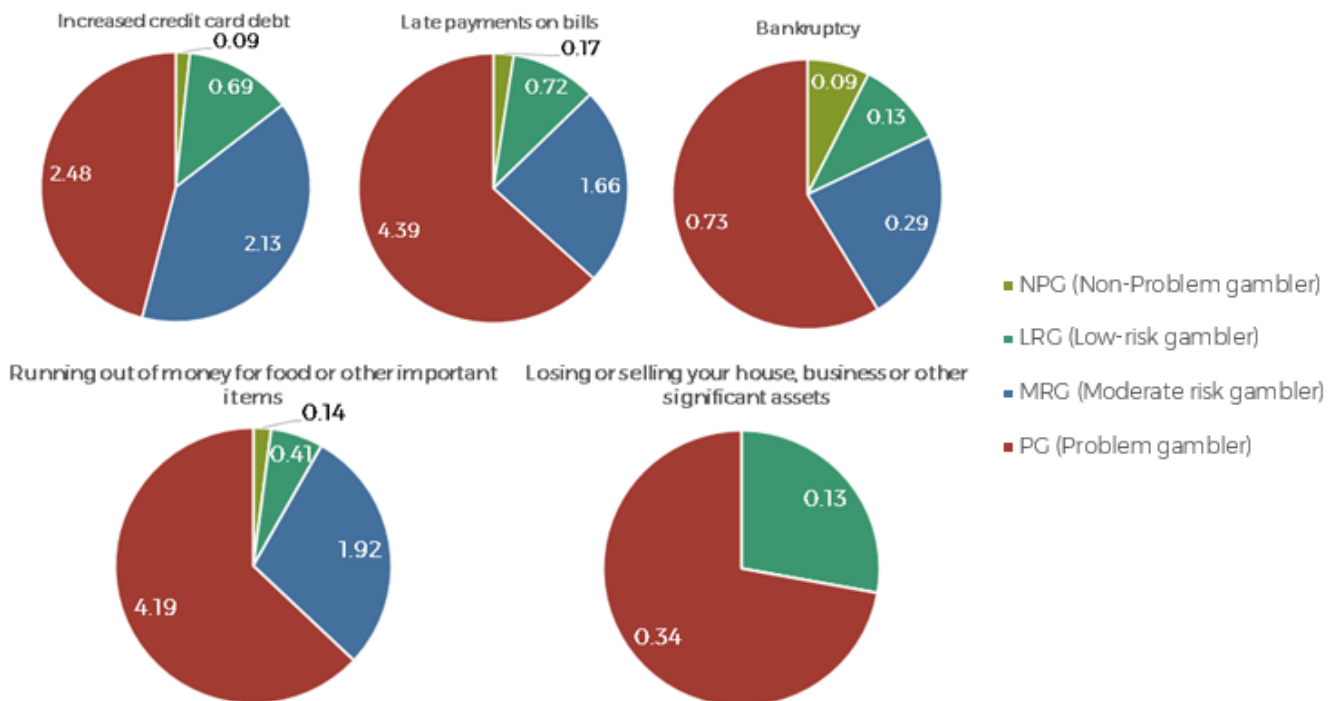 Increased credit card debt
0.09
0.69
2.13
2.48
Late payments on bills
0.17
0.72
1.66
4.39
Bankruptcy
0.09
0.13
0.29
0.73
NPG (Non-Problem gambler)
LRG (Low-risk gambler)
MRG (Moderate risk gambler)
PG (Problem gambler)
Running out of money for food or other important
items
0.14
0.41
1.92
4.19
Losing or selling your house, business or other
significant assets
0.13
0.34